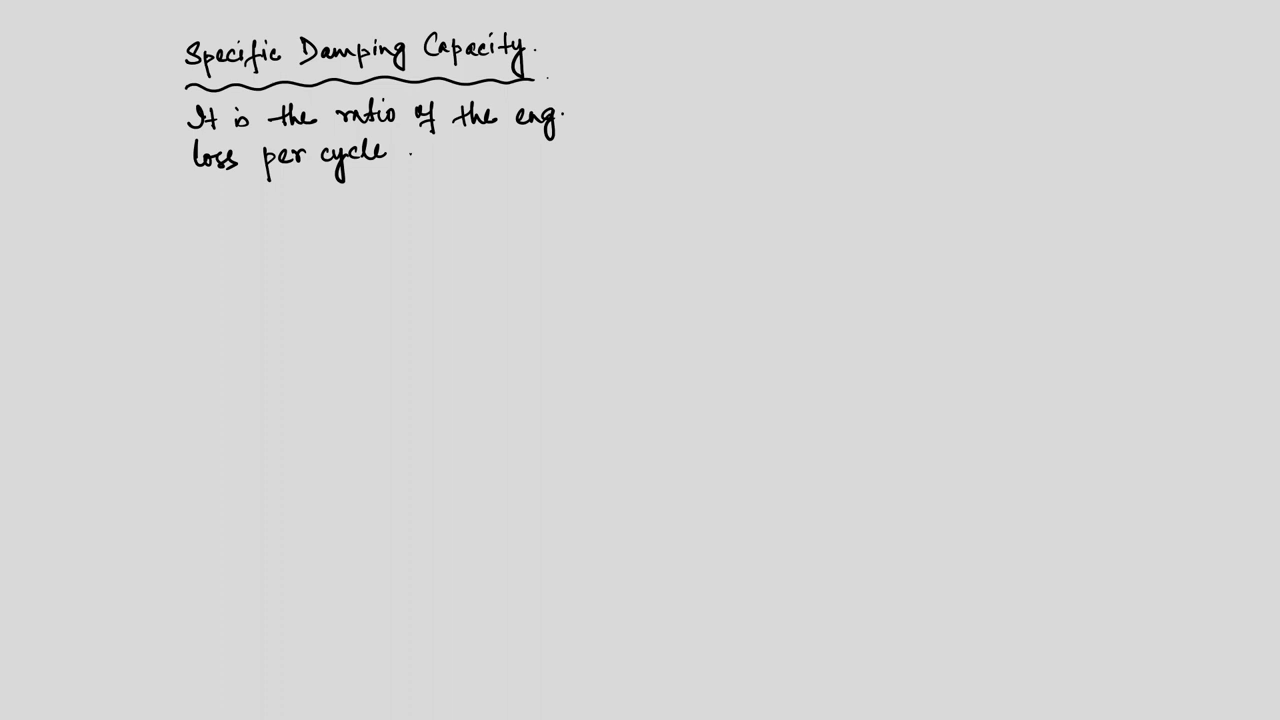 Specific Damping Capacity.
It is the ratio of the eng.
loss per cycle.